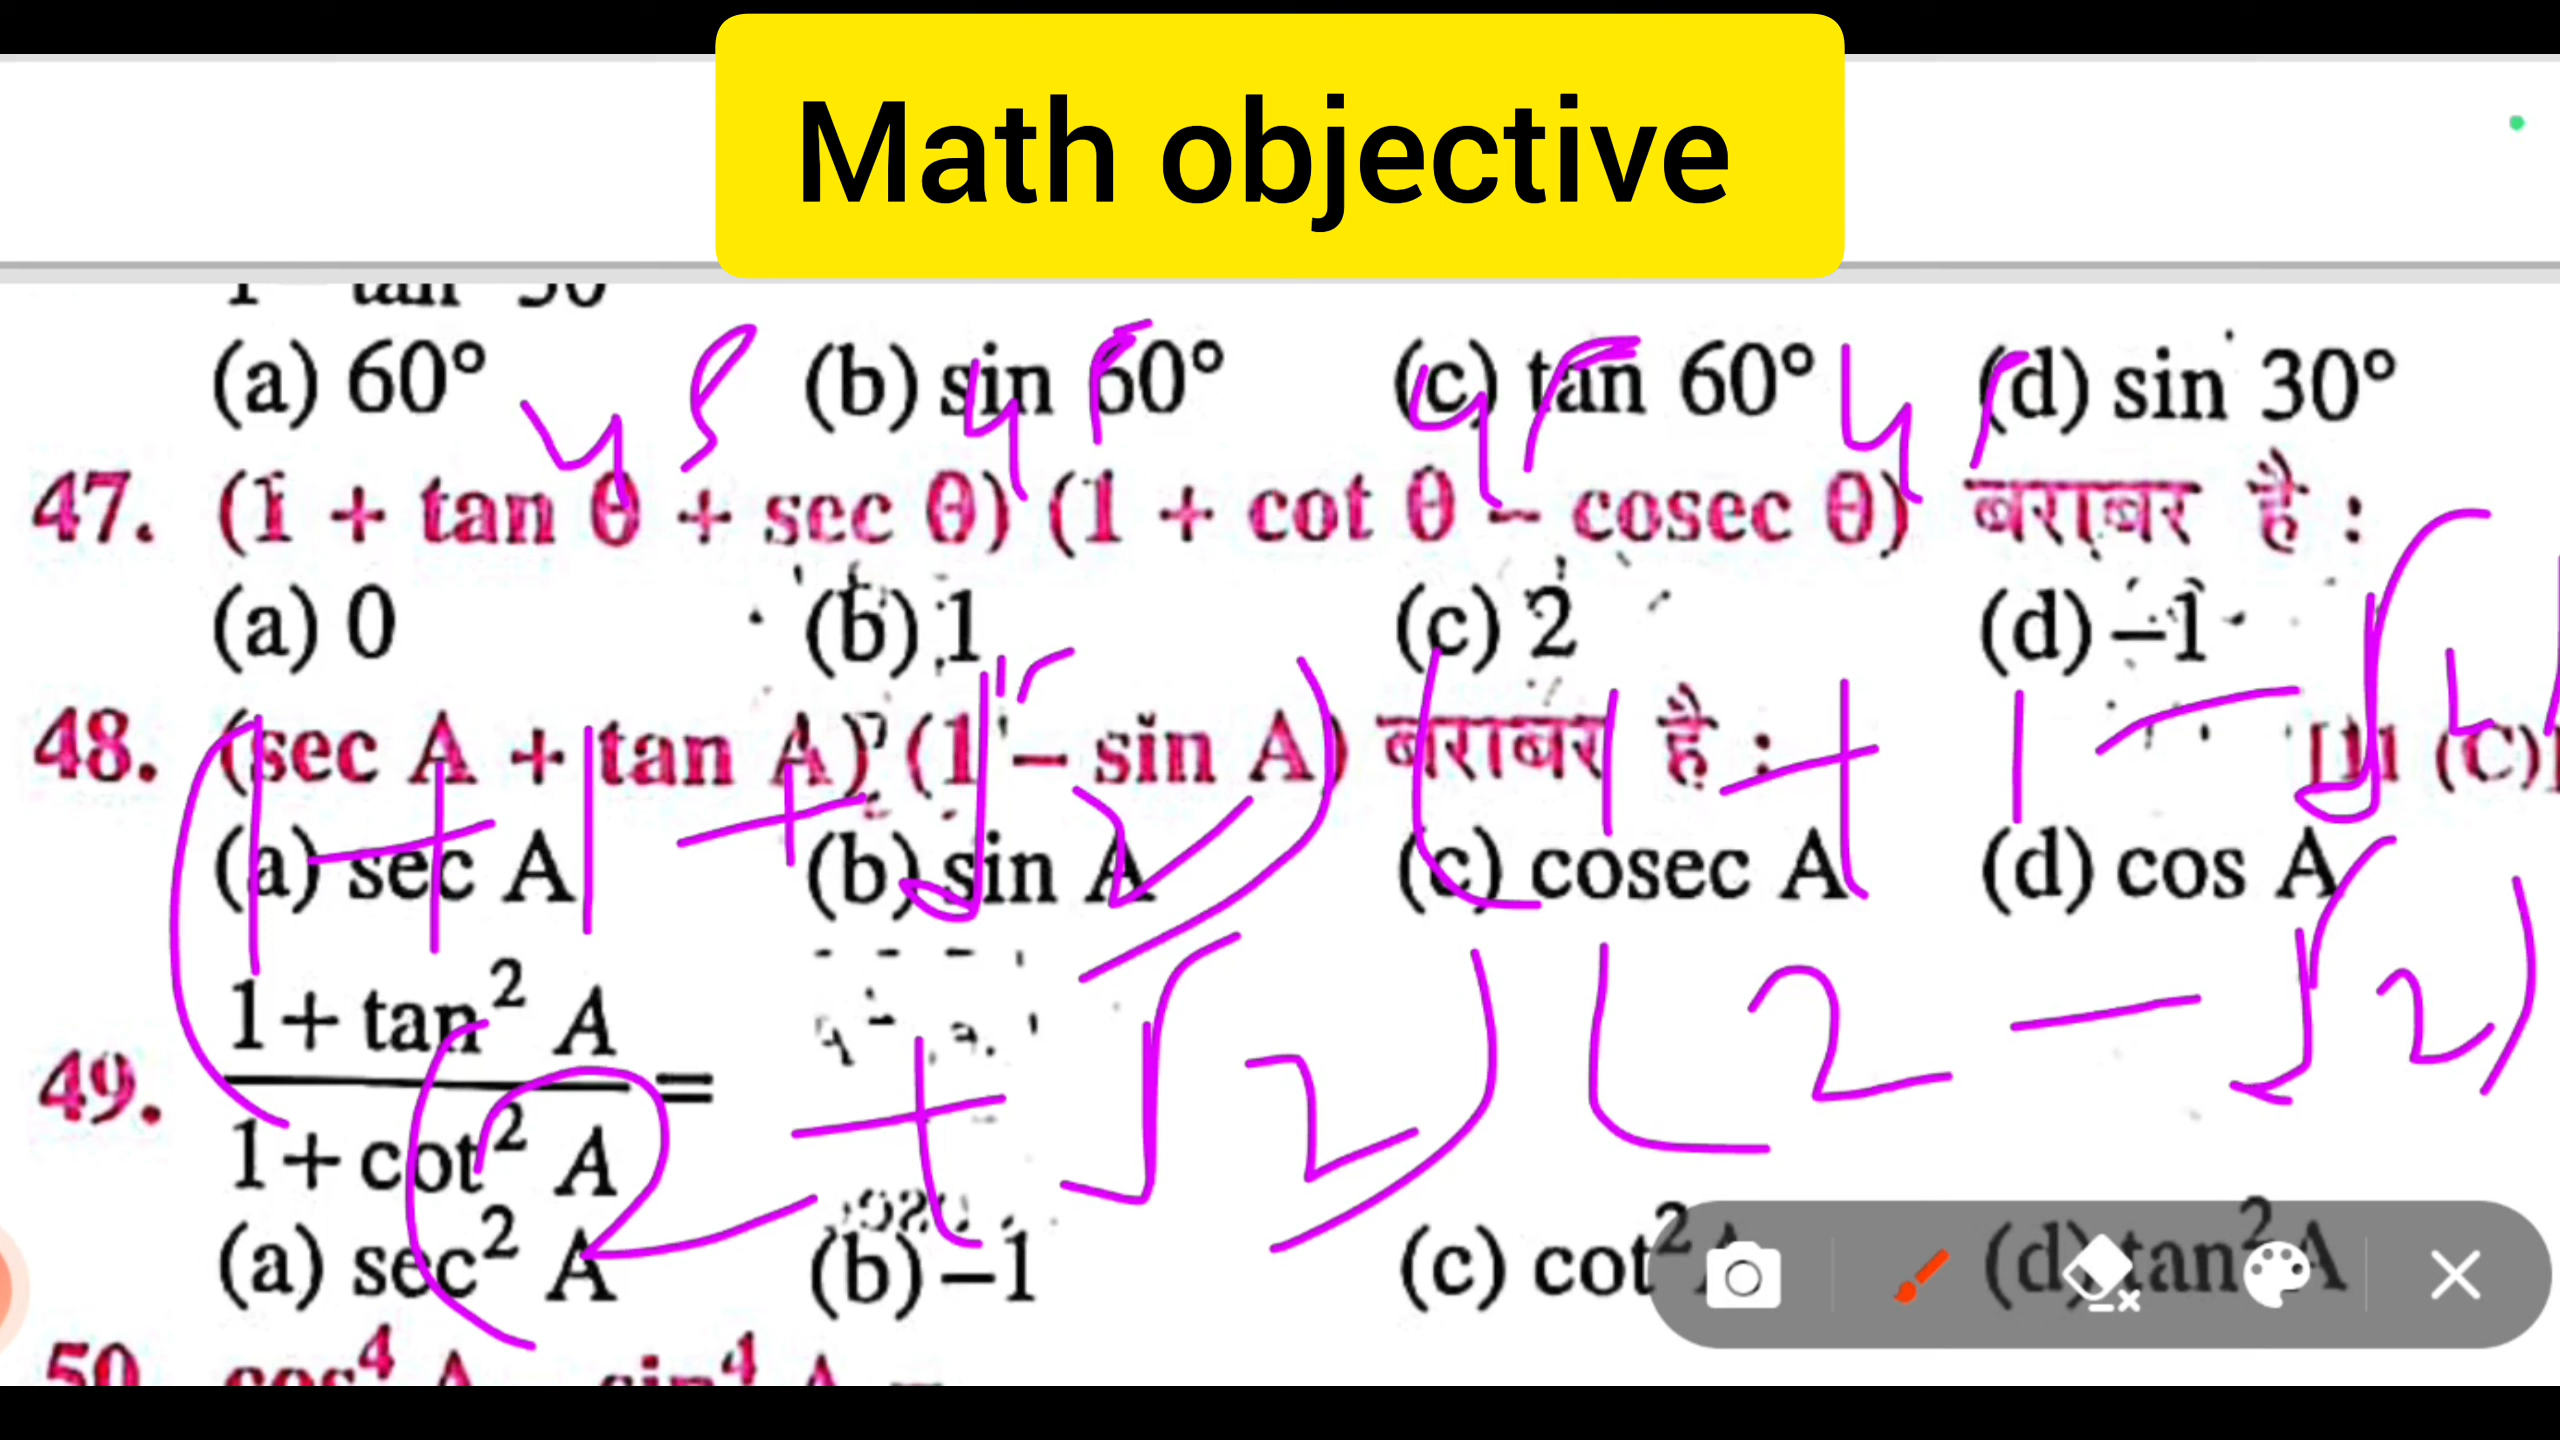 Math objective
(a) 60° (b) sin 60° (c) tan 60° (d) sin 30°
47. (1 + tan θ + sec θ) (1 + cot θ – cosec θ) बराबर है :
(a) 0 (b) 1 (c) 2 (d) –1
48. (sec A + tan A) (1 – sin A) बराबर है : [11 (C)]
(a) sec A (b) sin A (c) cosec A (d) cos A
49. 1 + tan² A / 1 + cot² A =
(a) sec² A (b) –1 (c) cot² A (d) tan² A
50.